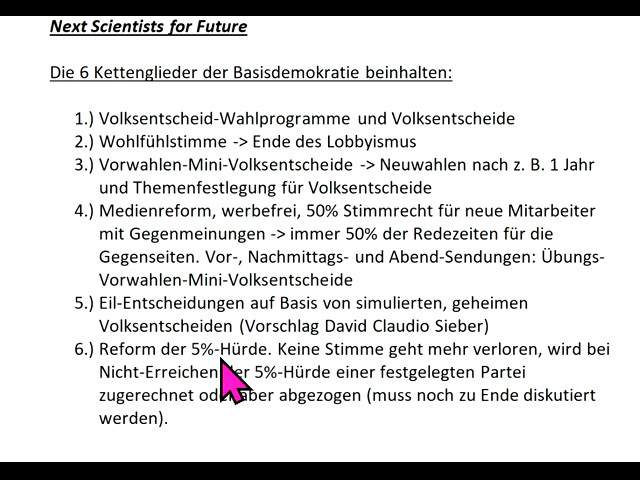 Next Scientists for Future
Die 6 Kettenglieder der Basisdemokratie beinhalten:
1.) Volksentscheid-Wahlprogramme und Volksentscheide
2.) Wohlfühlstimme -> Ende des Lobbyismus
3.) Vorwahlen-Mini-Volksentscheide -> Neuwahlen nach z. B. 1 Jahr
und Themenfestlegung für Volksentscheide
4.) Medienreform, werbefrei, 50% Stimmrecht für neue Mitarbeiter
mit Gegenmeinungen -> immer 50% der Redezeiten für die
Gegenseiten. Vor-, Nachmittags- und Abend-Sendungen: Übungs-
Vorwahlen-Mini-Volksentscheide
5.) Eil-Entscheidungen auf Basis von simulierten, geheimen
Volksentscheiden (Vorschlag David Claudio Sieber)
6.) Reform der 5%-Hürde. Keine Stimme geht mehr verloren, wird bei
Nicht-Erreichen der 5%-Hürde einer festgelegten Partei
zugerechnet oder aber abgezogen (muss noch zu Ende diskutiert
werden).